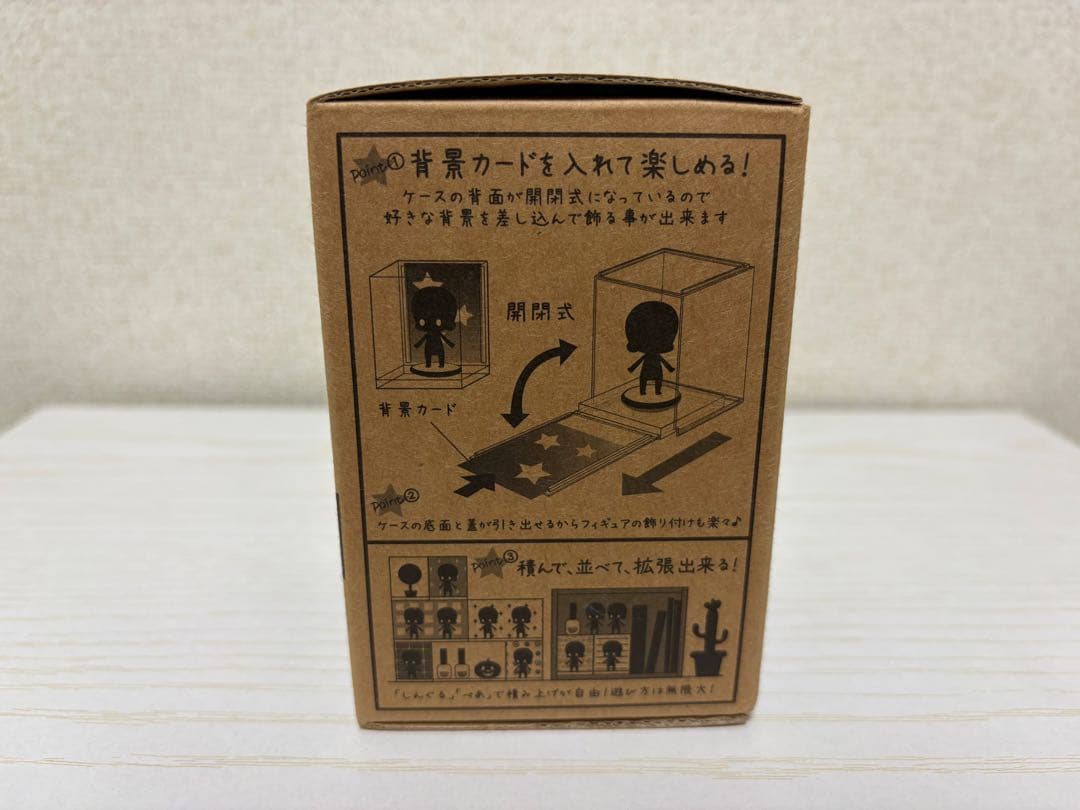 Point① 背景カードを入れて楽しめる!
ケースの背面が開閉式になっているので
好きな背景を差し込んで飾る事が出来ます
開閉式
背景カード
Point②
ケースの底面と蓋が引き出せるからフィギュアの飾り付けも楽々♪
Point③ 積んで、並べて、拡張出来る!
「しんぐる」「ぺあ」で積み上げが自由!遊び方は無限大!